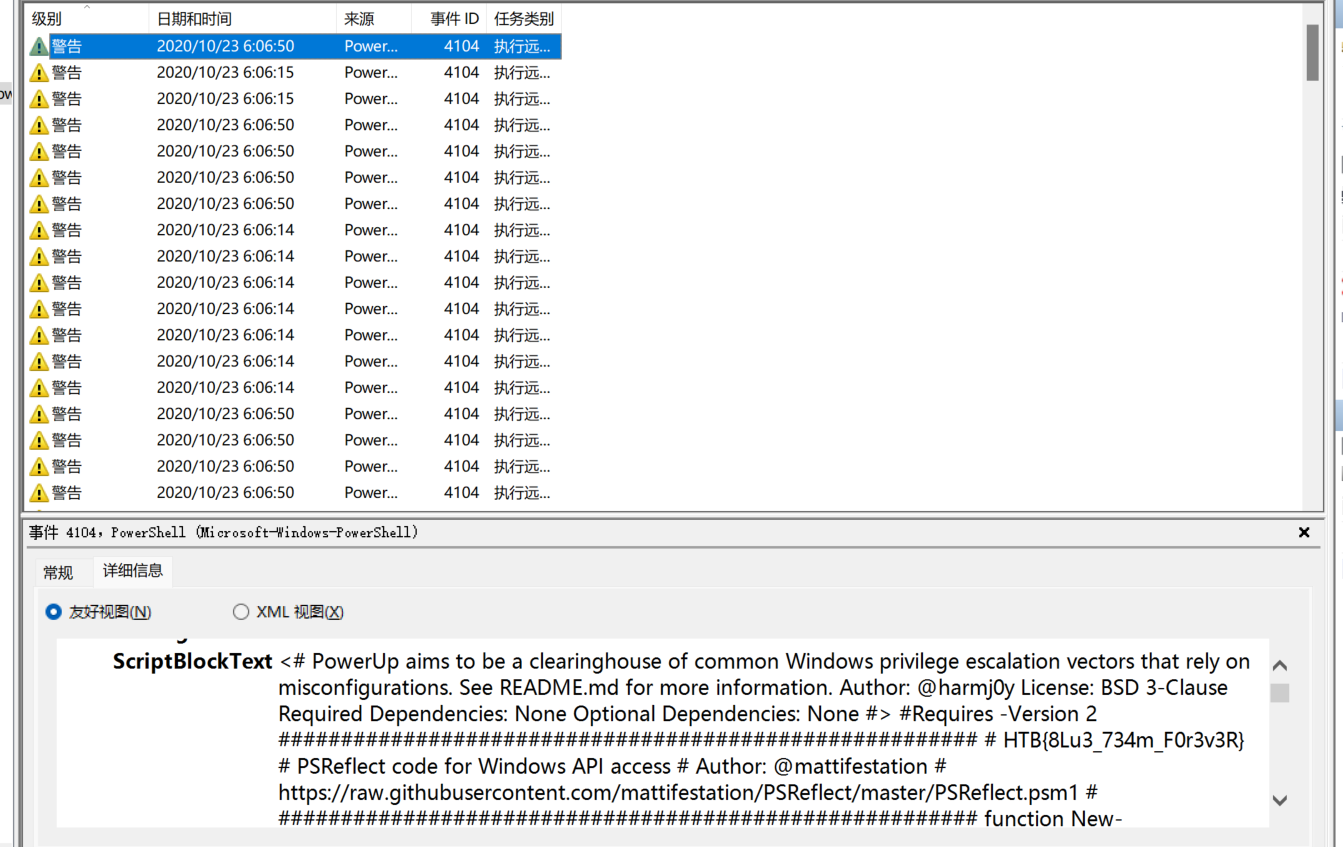 级别 日期和时间 来源 事件 ID 任务类别
警告 2020/10/23 6:06:50 Power... 4104 执行远...
警告 2020/10/23 6:06:15 Power... 4104 执行远...
警告 2020/10/23 6:06:15 Power... 4104 执行远...
警告 2020/10/23 6:06:50 Power... 4104 执行远...
警告 2020/10/23 6:06:50 Power... 4104 执行远...
警告 2020/10/23 6:06:50 Power... 4104 执行远...
警告 2020/10/23 6:06:50 Power... 4104 执行远...
警告 2020/10/23 6:06:14 Power... 4104 执行远...
警告 2020/10/23 6:06:14 Power... 4104 执行远...
警告 2020/10/23 6:06:14 Power... 4104 执行远...
警告 2020/10/23 6:06:14 Power... 4104 执行远...
警告 2020/10/23 6:06:14 Power... 4104 执行远...
警告 2020/10/23 6:06:14 Power... 4104 执行远...
警告 2020/10/23 6:06:14 Power... 4104 执行远...
警告 2020/10/23 6:06:50 Power... 4104 执行远...
警告 2020/10/23 6:06:50 Power... 4104 执行远...
警告 2020/10/23 6:06:50 Power... 4104 执行远...
警告 2020/10/23 6:06:50 Power... 4104 执行远...
事件 4104，PowerShell (Microsoft-Windows-PowerShell)
常规 详细信息
友好视图(N) XML 视图(X)
ScriptBlockText <# PowerUp aims to be a clearinghouse of common Windows privilege escalation vectors that rely on
misconfigurations. See README.md for more information. Author: @harmj0y License: BSD 3-Clause
Required Dependencies: None Optional Dependencies: None #> #Requires -Version 2
######################################################## # HTB{8Lu3_734m_F0r3v3R}
# PSReflect code for Windows API access # Author: @mattifestation #
https://raw.githubusercontent.com/mattifestation/PSReflect/master/PSReflect.psm1 #
######################################################## function New-